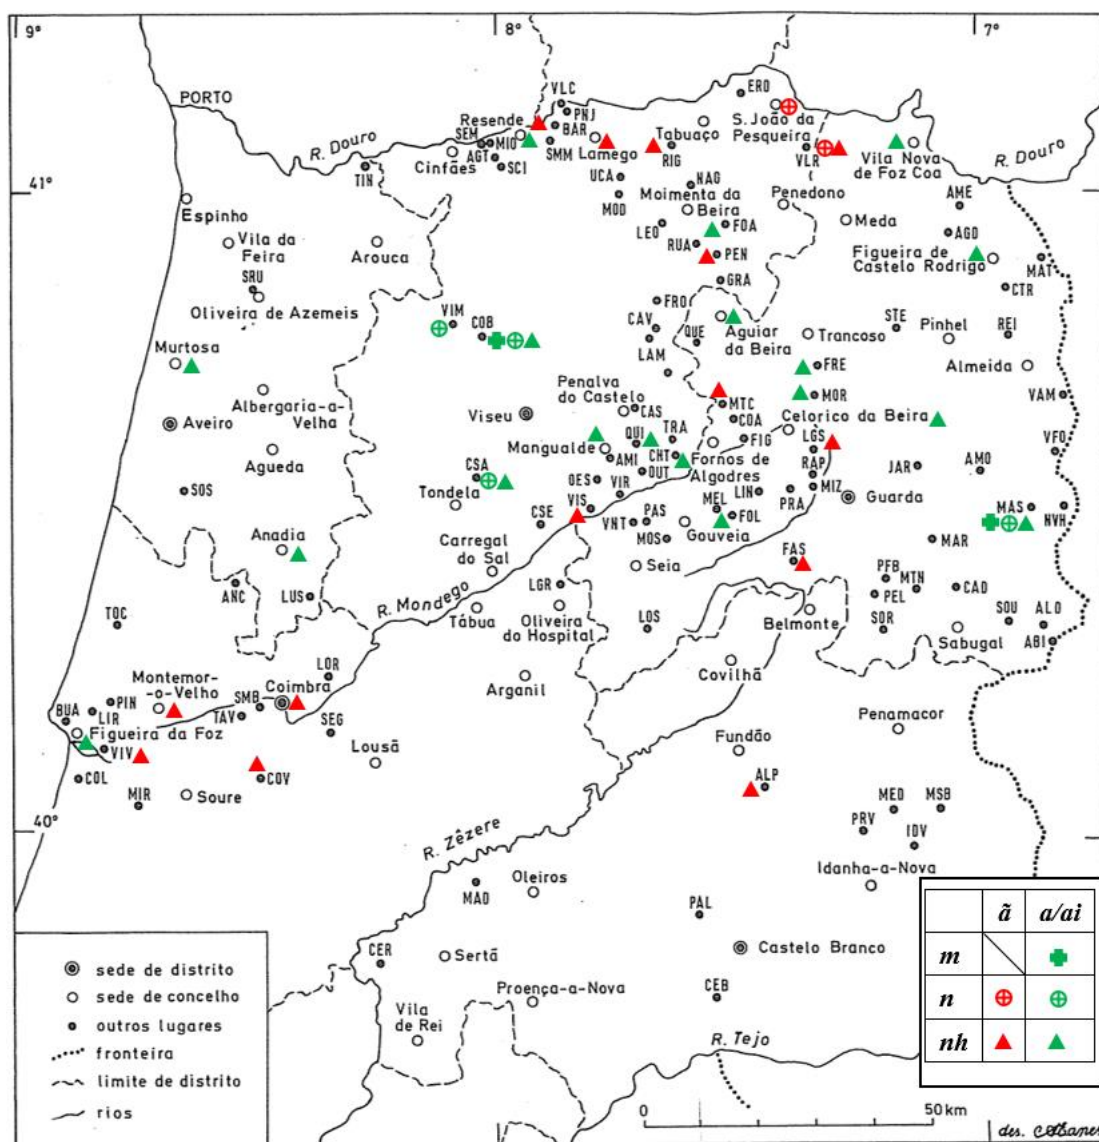 9°
8°
7°
PORTO
VLC
ERO
PNJ
S. João da
Pesqueira
Resende
BAR
Tabuaço
R. Douro
SEM
MIO
Lamego
VLR
Vila Nova
de Foz Coa
R. Douro
Cinfães
AGT
SMM
RIG
TIN
SCI
UCA
NAG
41°
MOD
Moimenta da
Beira
Penedono
AME
Espinho
LEO
FOA
Meda
AGO
Vila da
Feira
Arouca
RUA
PEN
Figueira de
Castelo Rodrigo
MAT
SRU
GRA
CTR
Oliveira de Azemeis
FRO
VIM
COB
CAV
QUE
Aguiar
da Beira
Trancoso
STE
Pinhel
REI
Murtosa
LAM
FRE
Almeida
Albergaria-a-
Velha
Penalva
do Castelo
MTC
MOR
VAM
Aveiro
Viseu
CAS
COA
Celorico da Beira
TRA
QUI
FIG
LGS
VFO
Agueda
Mangualde
CHT
Fornos de
Algodres
RAP
JAR
AMO
CSA
AMI
OUT
SOS
OES
VIR
LIN
PRA
MIZ
Guarda
Tondela
VIS
MEL
MAS
NVH
CSE
VNT
PAS
FOL
Anadia
MOS
Gouveia
MAR
Carregal
do Sal
Seia
FAS
PFB
MTN
ANC
LUS
LGR
PEL
CAD
R. Mondego
Tábua
Oliveira
do Hospital
Belmonte
SOU
ALD
TOC
LOS
SOR
Sabugal
ABI
LOR
Arganil
Covilhã
Montemor-
-o-Velho
Coimbra
PIN
SMB
BUA
LIR
TAV
SEG
Penamacor
Figueira da Foz
VIV
Lousã
Fundão
COL
COV
ALP
MIR
Soure
MED
MSB
40°
PRV
R. Zêzere
IDV
Idanha-a-Nova
MAD
Oleiros
PAL
CER
Sertã
Castelo Branco
CEB
Proença-a-Nova
Vila
de Rei
R. Tejo
sede de distrito
sede de concelho
outros lugares
fronteira
limite de distrito
rios
ã a/ai
m
n
nh
0 50 km
des.